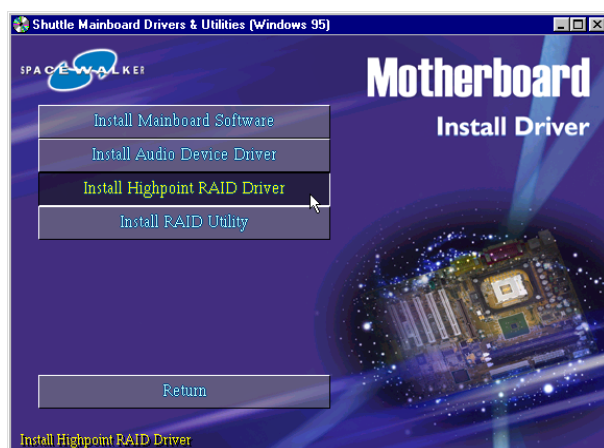 Shuttle Mainboard Drivers & Utilities (Windows 95)
SPACEWALKER
Motherboard
Install Driver
Install Mainboard Software
Install Audio Device Driver
Install Highpoint RAID Driver
Install RAID Utility
Return
Install Highpoint RAID Driver